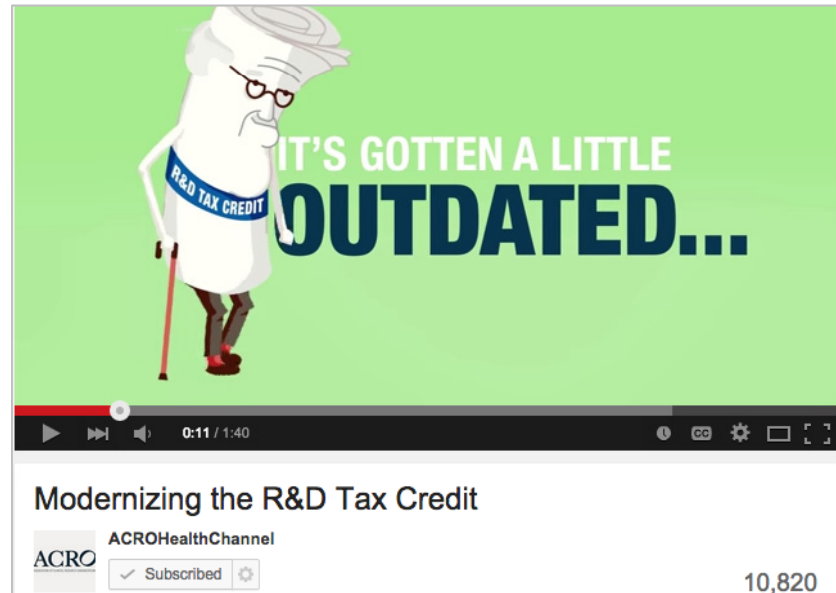 IT'S GOTTEN A LITTLE
R&D TAX CREDIT
OUTDATED...
0:11 / 1:40
CC
Modernizing the R&D Tax Credit
ACROHealthChannel
ACRO
Subscribed
10,820